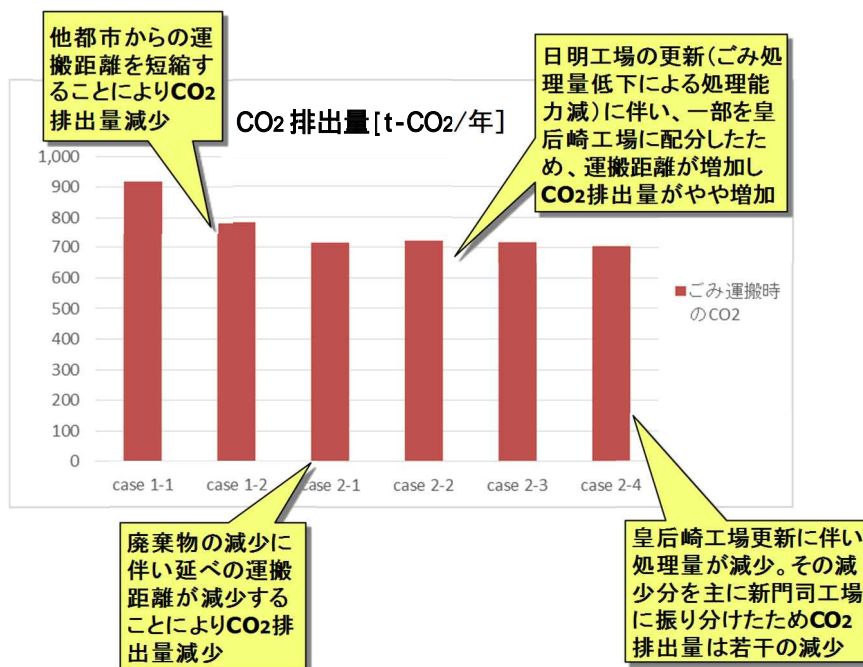 他都市からの運
搬距離を短縮す
ることによりCO2
排出量減少
日明工場の更新(ごみ処
理量低下による処理能
力減)に伴い、一部を皇
后崎工場に配分したた
め、運搬距離が増加し
CO2排出量がやや増加
CO2 排出量[t-CO2/年]
1,000
900
800
700
600
500
400
300
200
100
0
case 1-1 case 1-2 case 2-1 case 2-2 case 2-3 case 2-4
ごみ運搬時
のCO2
廃棄物の減少に
伴い延べの運搬
距離が減少する
ことによりCO2排
出量減少
皇后崎工場更新に伴い
処理量が減少。その減
少分を主に新門司工場
に振り分けたためCO2
排出量は若干の減少